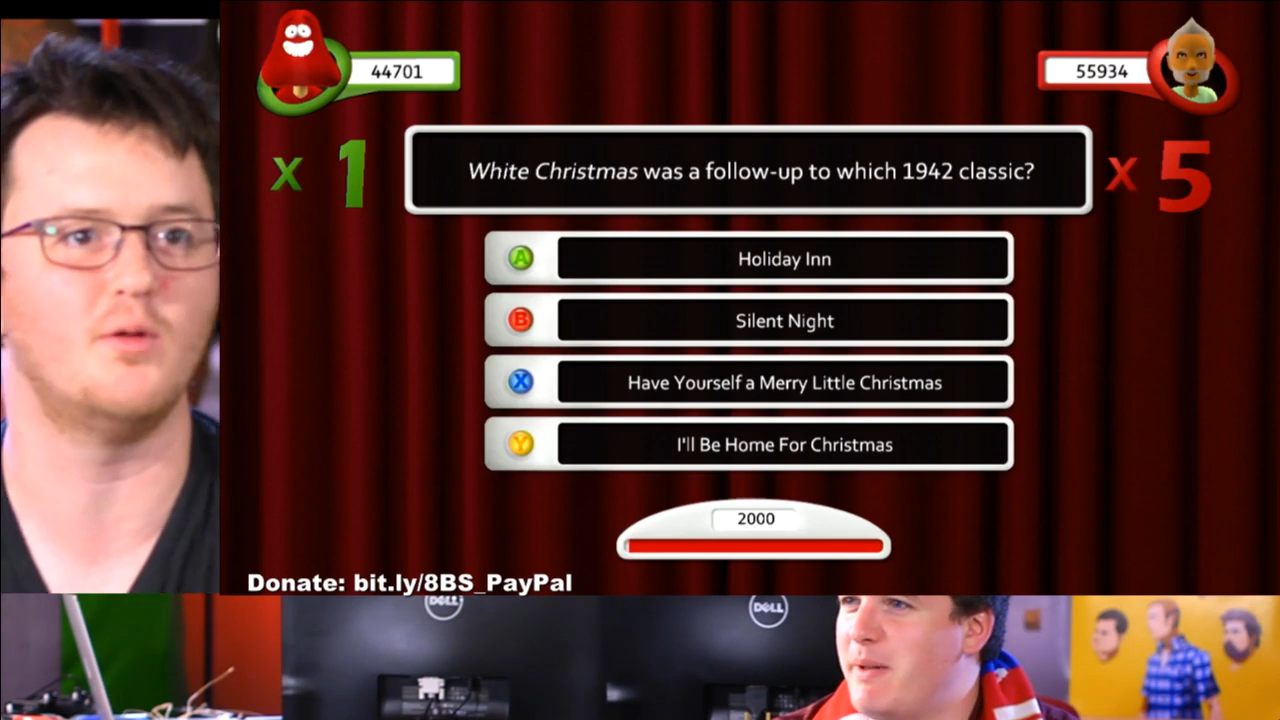 44701
55934
x 1
White Christmas was a follow-up to which 1942 classic?
x 5
A Holiday Inn
B Silent Night
X Have Yourself a Merry Little Christmas
Y I'll Be Home For Christmas
2000
Donate: bit.ly/8BS_PayPal
DELL
DELL